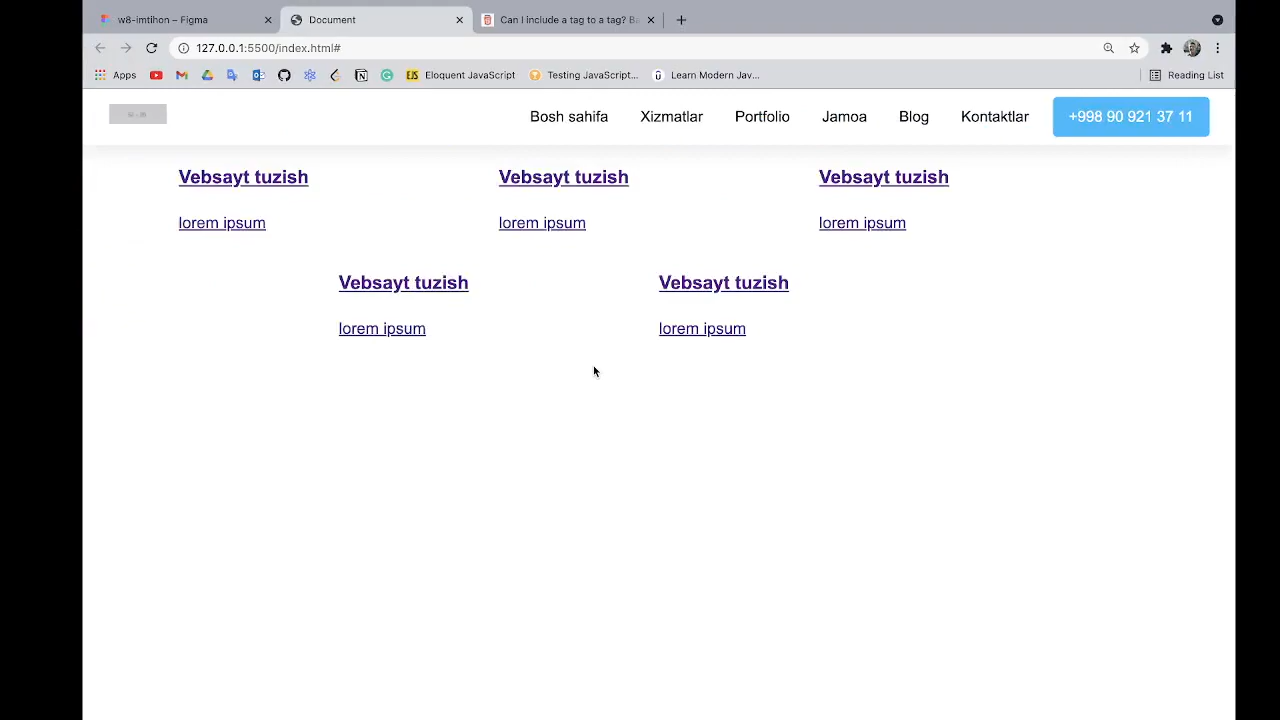 w8-imtihon – Figma
Document
Can I include a tag to a tag? Ba
127.0.0.1:5500/index.html#
Apps
Eloquent JavaScript
Testing JavaScript...
Learn Modern Jav...
Reading List
Bosh sahifa
Xizmatlar
Portfolio
Jamoa
Blog
Kontaktlar
+998 90 921 37 11
Vebsayt tuzish
Vebsayt tuzish
Vebsayt tuzish
lorem ipsum
lorem ipsum
lorem ipsum
Vebsayt tuzish
Vebsayt tuzish
lorem ipsum
lorem ipsum